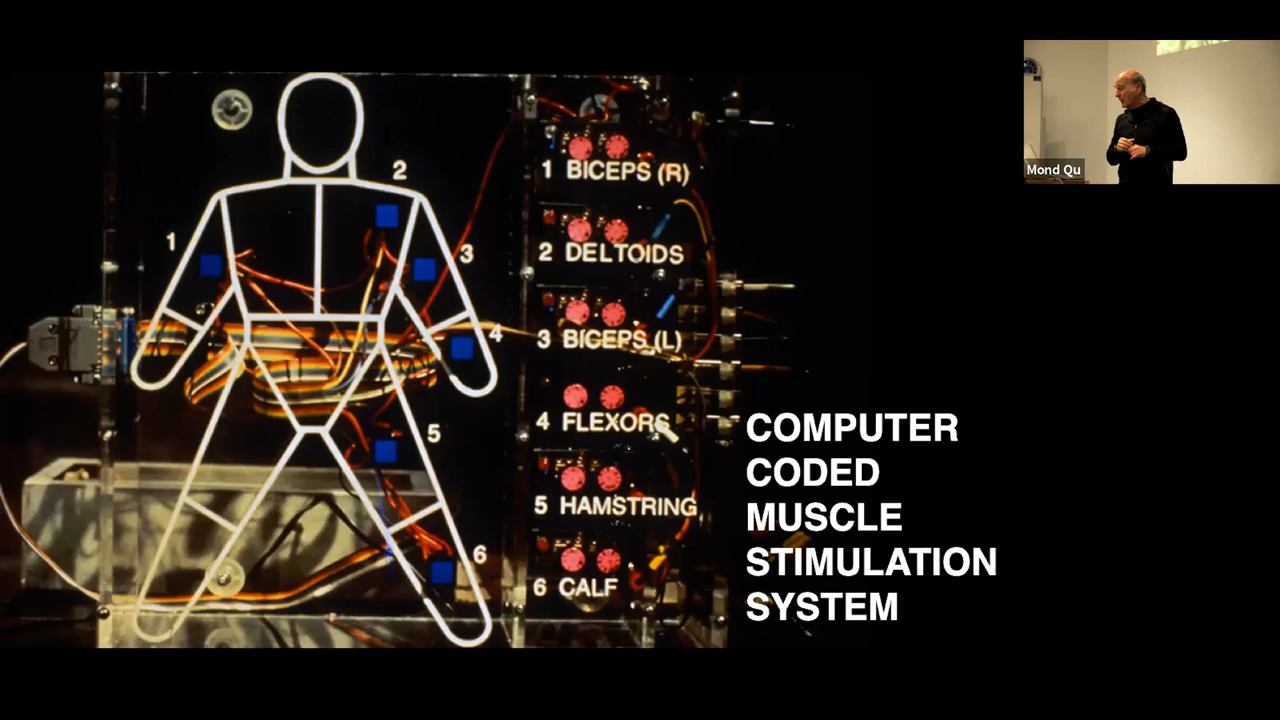 2
1
3
4
5
6
1 BICEPS (R)
2 DELTOIDS
3 BICEPS (L)
4 FLEXORS
5 HAMSTRING
6 CALF
COMPUTER
CODED
MUSCLE
STIMULATION
SYSTEM
Mond Qu